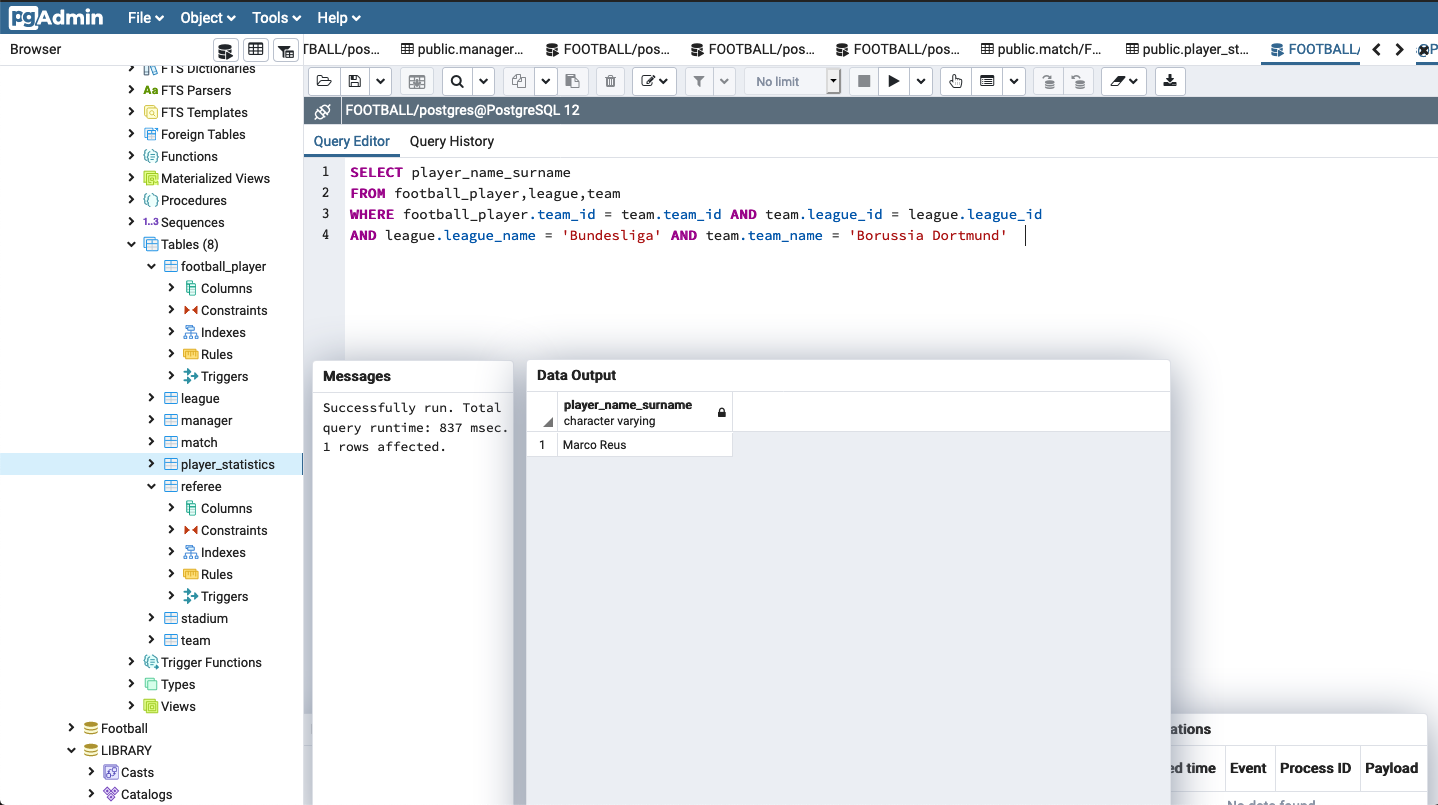 pgAdmin File Object Tools Help
Browser
TBALL/pos... public.manager... FOOTBALL/pos... FOOTBALL/pos... FOOTBALL/pos... public.match/F... public.player_st... FOOTBALL/
No limit
FOOTBALL/postgres@PostgreSQL 12
Query Editor Query History
1 SELECT player_name_surname
2 FROM football_player,league,team
3 WHERE football_player.team_id = team.team_id AND team.league_id = league.league_id
4 AND league.league_name = 'Bundesliga' AND team.team_name = 'Borussia Dortmund'
FTS Dictionaries
Aa FTS Parsers
FTS Templates
Foreign Tables
Functions
Materialized Views
Procedures
1..3 Sequences
Tables (8)
football_player
Columns
Constraints
Indexes
Rules
Triggers
league
manager
match
player_statistics
referee
Columns
Constraints
Indexes
Rules
Triggers
stadium
team
Trigger Functions
Types
Views
Football
LIBRARY
Casts
Catalogs
Messages
Successfully run. Total
query runtime: 837 msec.
1 rows affected.
Data Output
player_name_surname
character varying
1 Marco Reus
ations
ed time Event Process ID Payload
No data found